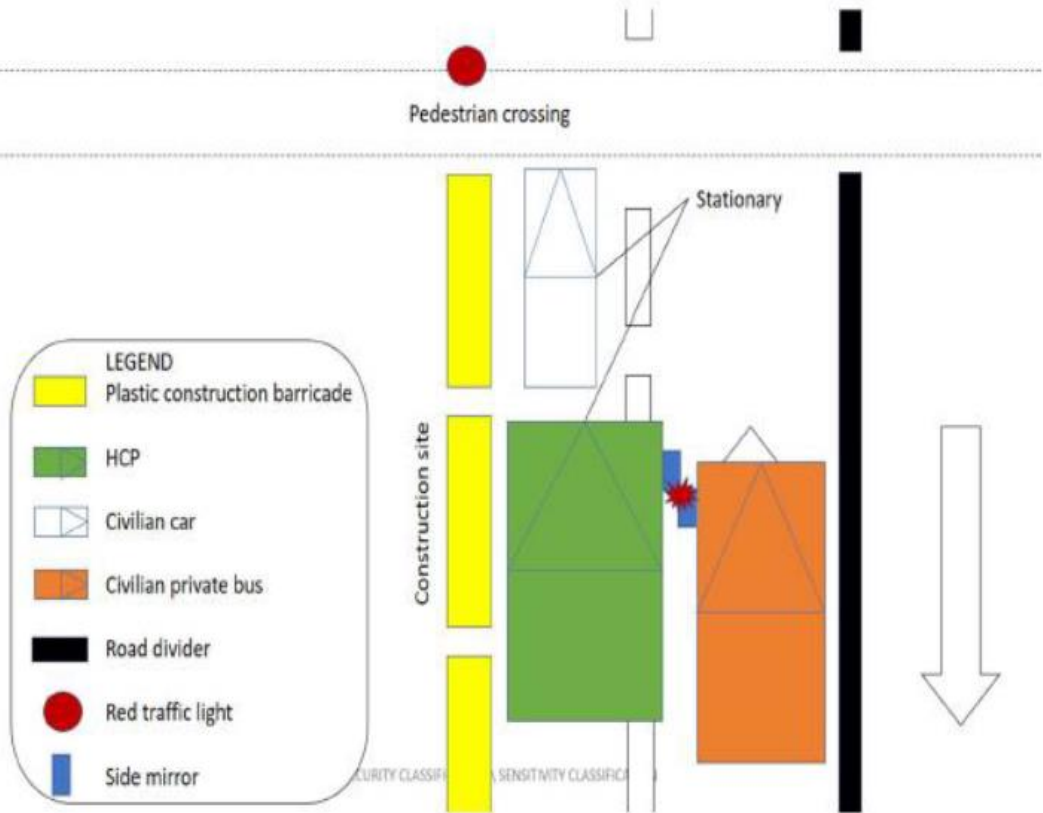 Pedestrian crossing
Stationary
LEGEND
Plastic construction barricade
HCP
Civilian car
Civilian private bus
Road divider
Red traffic light
Side mirror
Construction site
SENSITIVITY